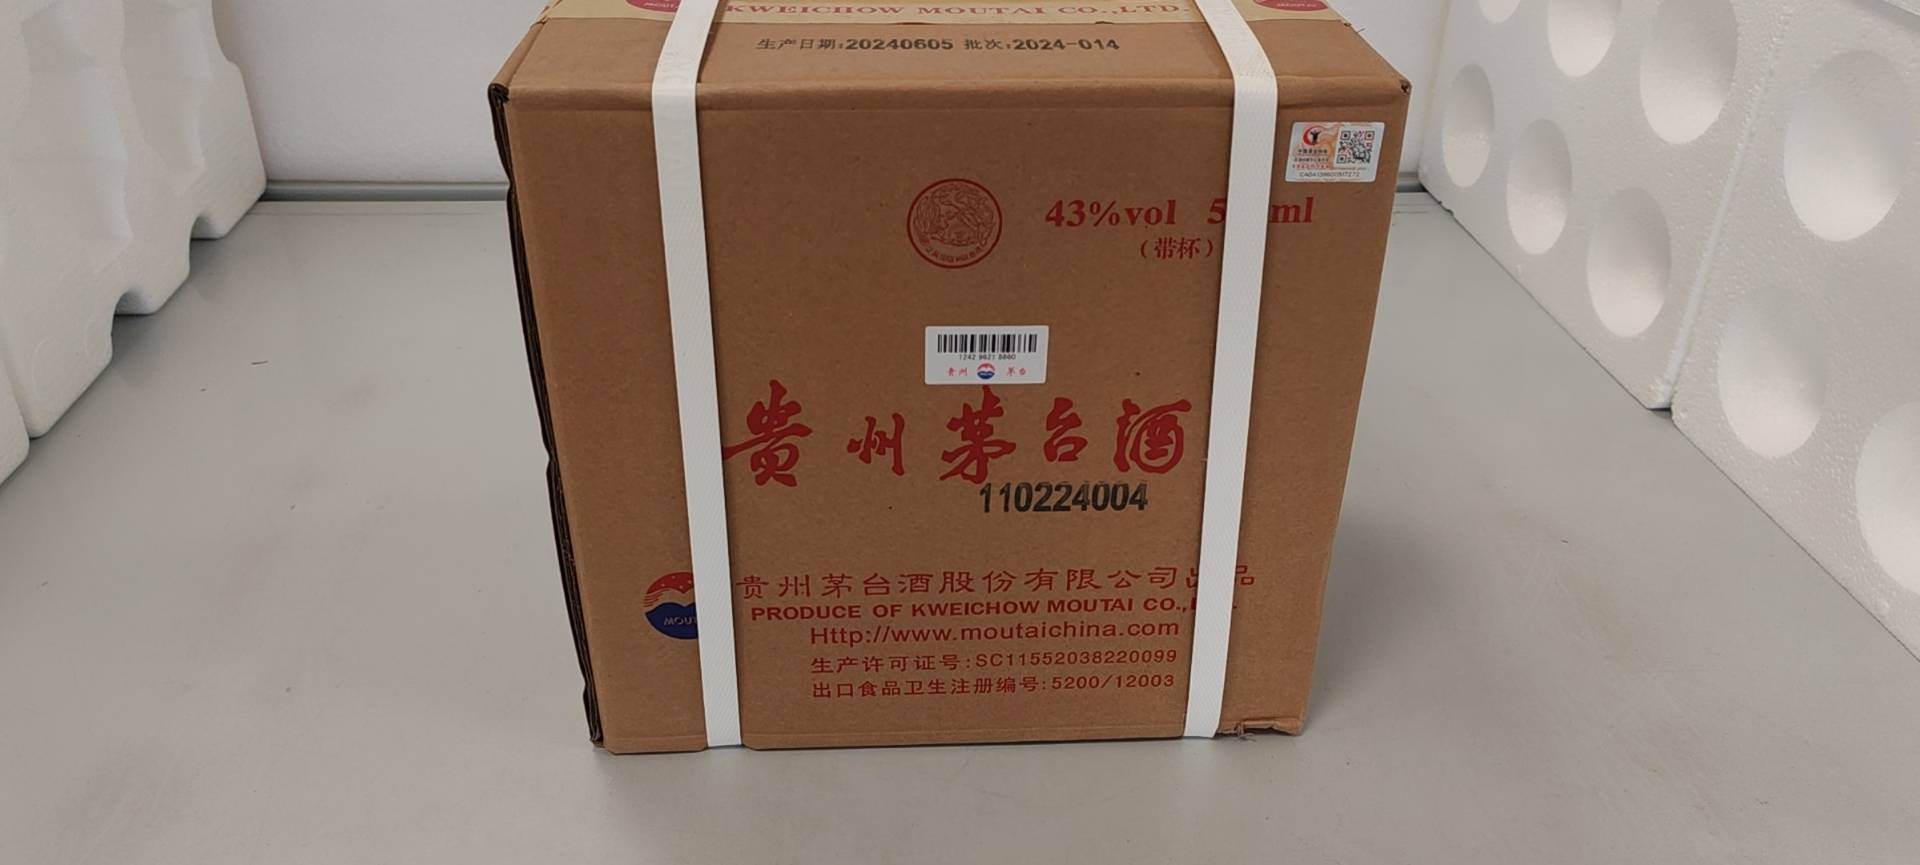 KWEICHOW MOUTAI CO.,LTD.
生产日期:20240605 批次:2024-014
43%vol 5 ml
(带杯)
1242 9621 8860
贵州 茅台
贵州茅台酒
110224004
贵州茅台酒股份有限公司出品
MOUT
PRODUCE OF KWEICHOW MOUTAI CO.,
Http://www.moutaichina.com
生产许可证号:SC11552038220099
出口食品卫生注册编号:5200/12003